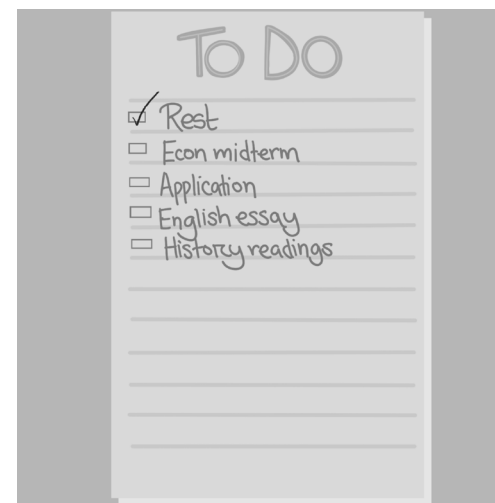 To Do
Rest
Econ midterm
Application
English essay
History readings